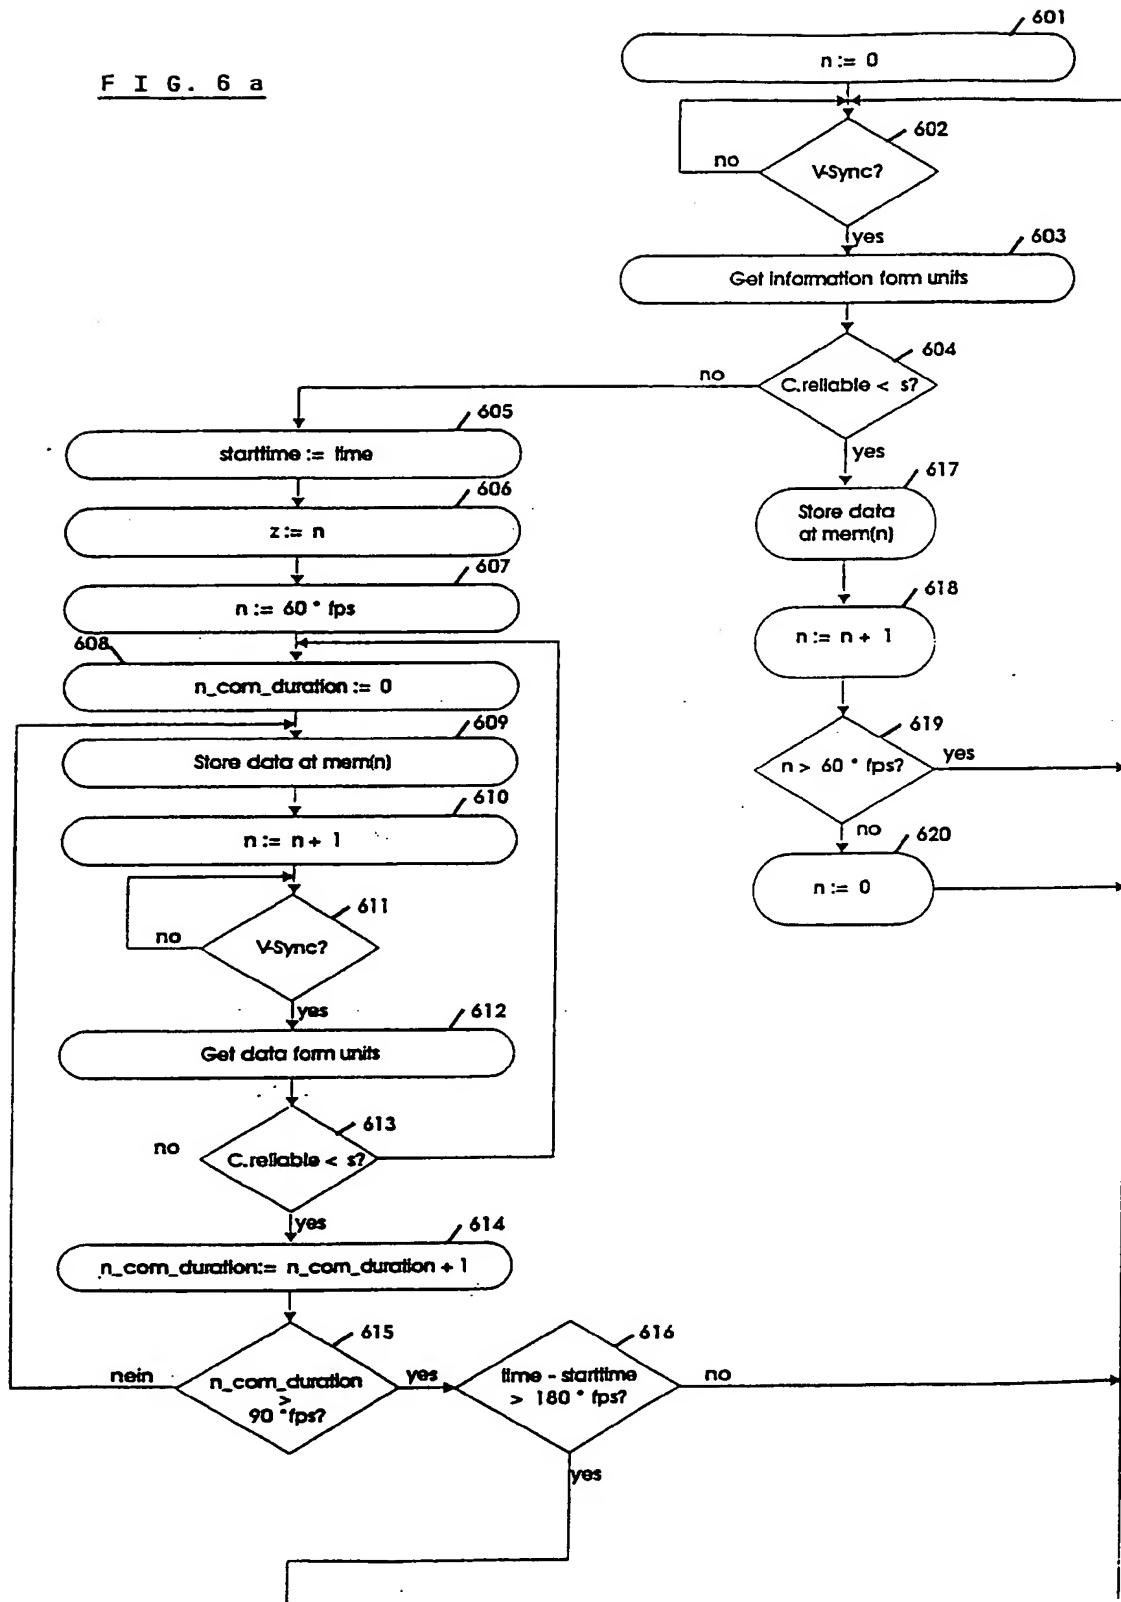 F I G. 6 a
601
n := 0
602
V-Sync?
no
yes
603
Get information form units
604
C.reliable < s?
no
yes
605
starttime := time
606
z := n
607
n := 60 * fps
608
n_com_duration := 0
609
Store data at mem(n)
610
n := n + 1
611
V-Sync?
no
yes
612
Get data form units
613
C.reliable < s?
no
yes
614
n_com_duration:= n_com_duration + 1
615
n_com_duration
>
90 *fps?
nein
yes
616
time - starttime
> 180 * fps?
no
yes
617
Store data
at mem(n)
618
n := n + 1
619
n > 60 * fps?
yes
no
620
n := 0